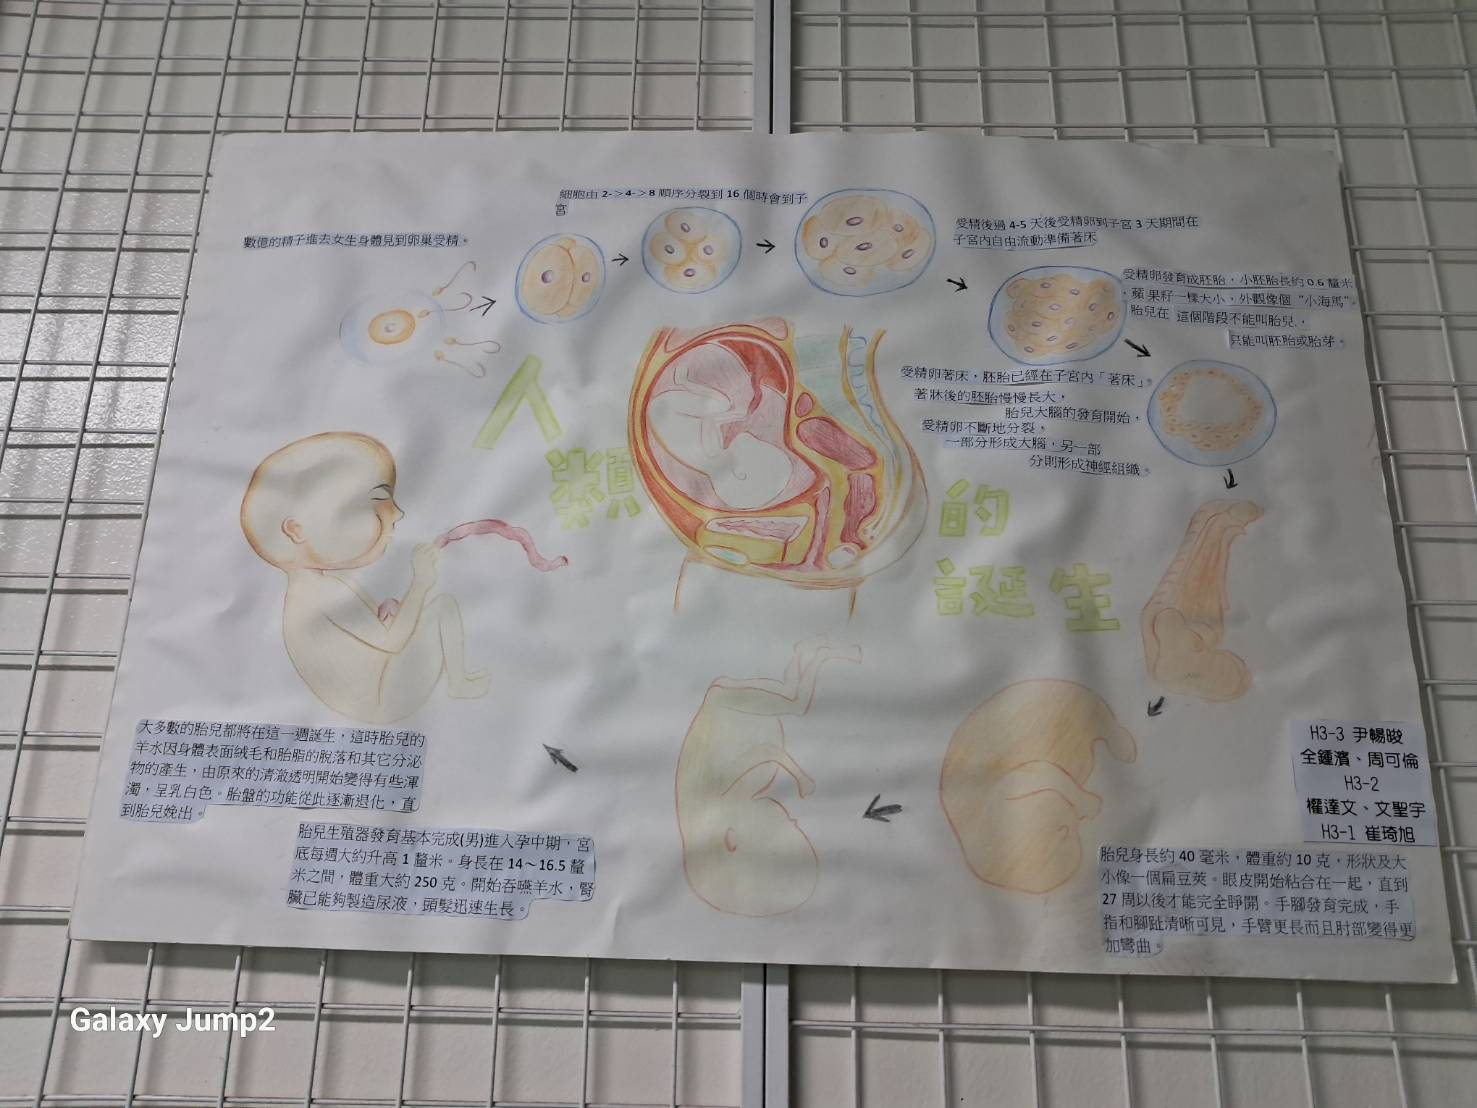 細胞由 2->4->8 順序分裂到 16 個時會到子
宮
數億的精子進去女生身體見到卵巢受精。
受精後過 4-5 天後受精卵到子宮 3 天期間在
子宮內自由流動準備著床
受精卵發育成胚胎，小胚胎長約 0.6 釐米
蘋果籽一樣大小，外觀像個 “小海馬”。
胎兒在 這個階段不能叫胎兒,，
只能叫胚胎或胎芽。
受精卵著床，胚胎已經在子宮內「著床」。
著牀後的胚胎慢慢長大，
胎兒大腦的發育開始，
受精卵不斷地分裂，
一部分形成大腦，另一部
分則形成神經組織。
人類的誕生
大多數的胎兒都將在這一週誕生，這時胎兒的
羊水因身體表面絨毛和胎脂的脫落和其它分泌
物的產生，由原來的清澈透明開始變得有些渾
濁，呈乳白色。胎盤的功能從此逐漸退化，直
到胎兒娩出。
胎兒生殖器發育基本完成(男)進入孕中期，宮
底每週大約升高 1 釐米。身長在 14～16.5 釐
米之間，體重大約 250 克。開始吞嚥羊水，腎
臟已能夠製造尿液，頭髮迅速生長。
H3-3 尹暢晙
全鍾濱、周可倫
H3-2
權達文、文聖宇
H3-1 崔琦旭
胎兒身長約 40 毫米，體重約 10 克，形狀及大
小像一個扁豆莢。眼皮開始粘合在一起，直到
27 周以後才能完全睜開。手腳發育完成，手
指和腳趾清晰可見，手臂更長而且肘部變得更
加彎曲。
Galaxy Jump2